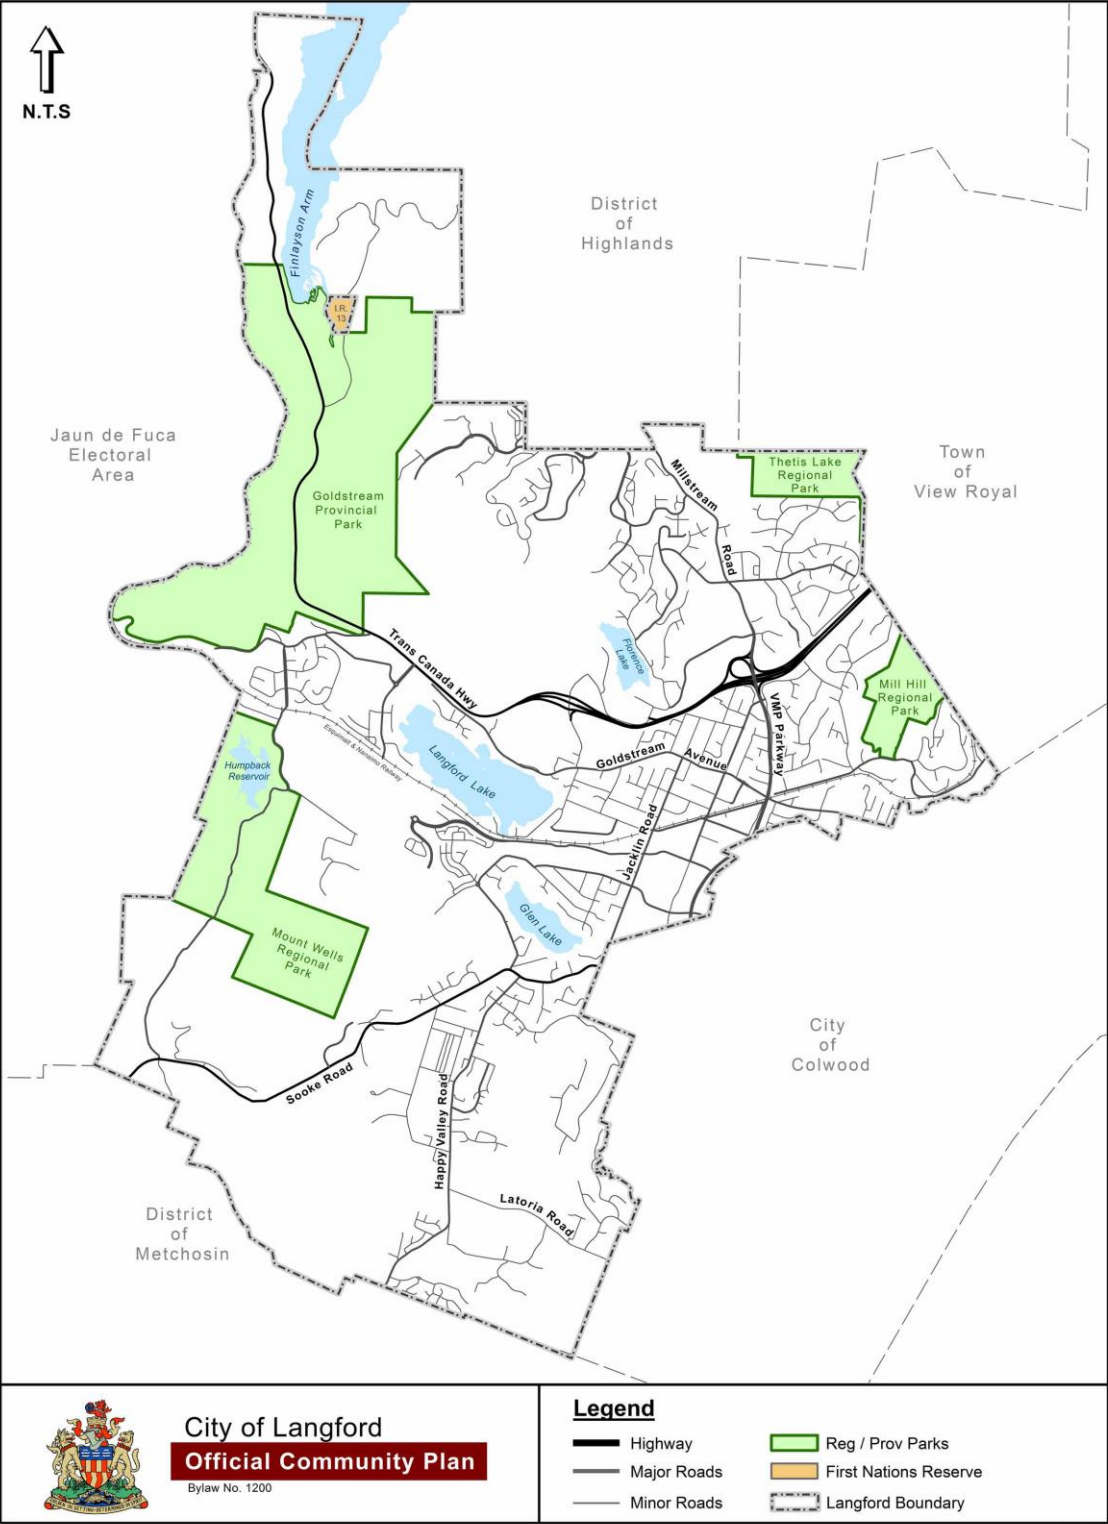 N.T.S
Finlayson Arm
District
of
Highlands
I.R.
13
Jaun de Fuca
Electoral
Area
Goldstream
Provincial
Park
Millstream
Road
Thetis Lake
Regional
Park
Town
of
View Royal
Trans Canada Hwy
Florence
Lake
Mill Hill
Regional
Park
VMP Parkway
Goldstream Avenue
Esquimalt & Nanaimo Railway
Langford Lake
Humpback
Reservoir
Jacklin Road
Glen Lake
Mount Wells
Regional
Park
City
of
Colwood
Sooke Road
Happy Valley Road
Latoria Road
District
of
Metchosin
City of Langford
Official Community Plan
Bylaw No. 1200
Legend
Highway
Major Roads
Minor Roads
Reg / Prov Parks
First Nations Reserve
Langford Boundary